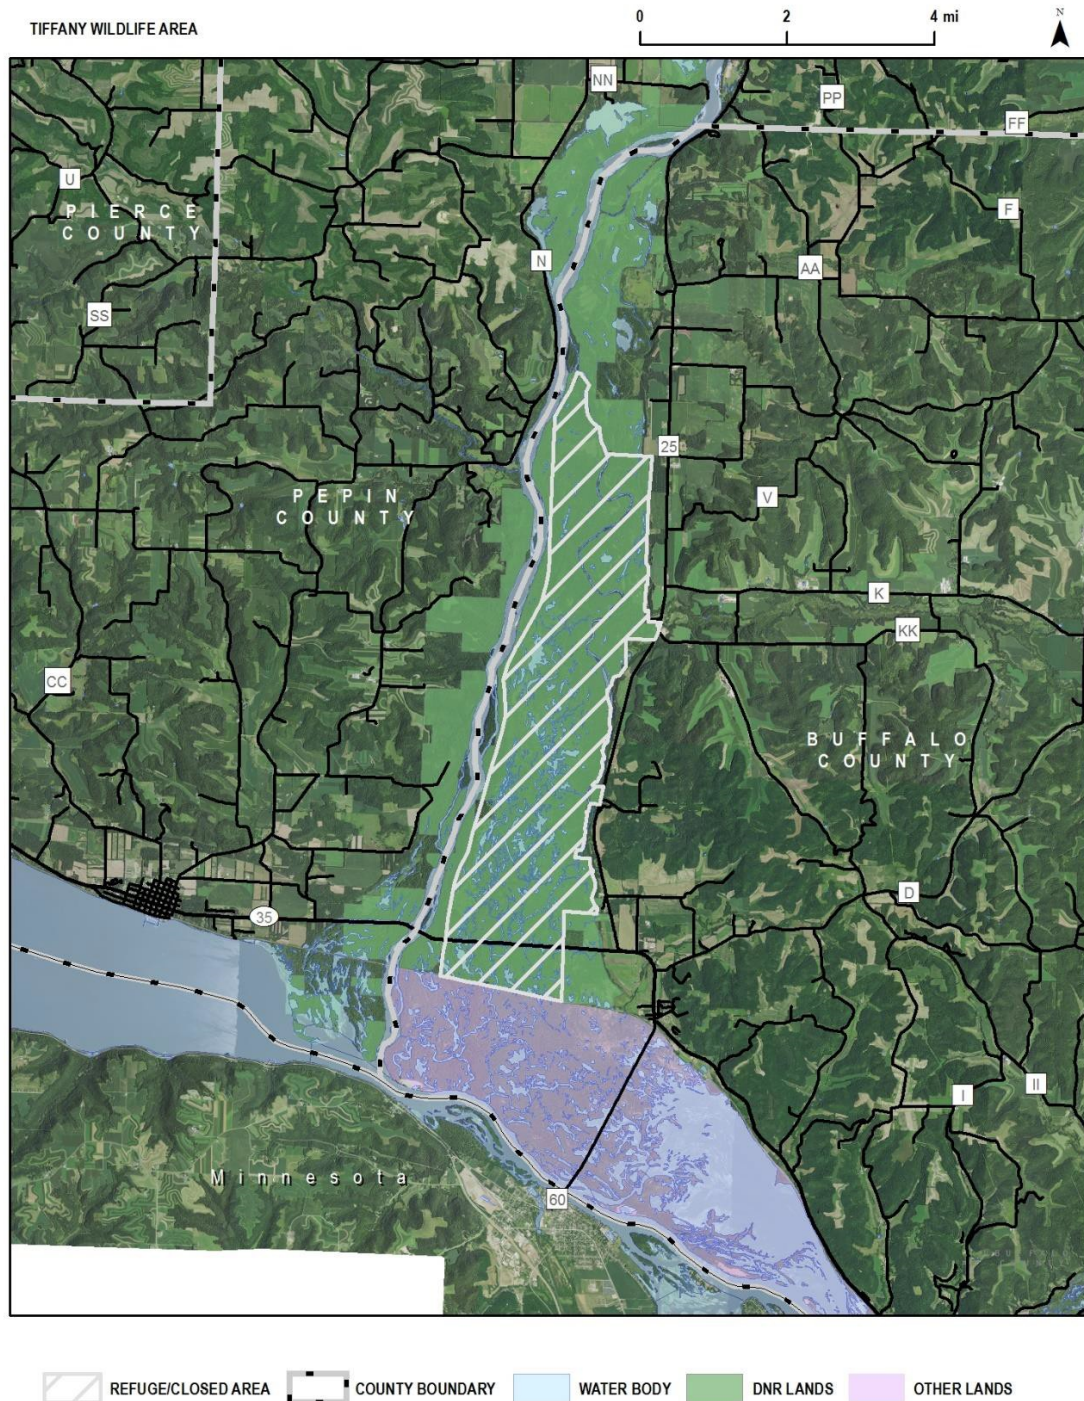 TIFFANY WILDLIFE AREA
0 2 4 mi
N
NN
PP
FF
U
PIERCE
COUNTY
F
N
AA
SS
25
PEPIN
COUNTY
V
K
KK
CC
BUFFALO
COUNTY
D
35
I
II
Minnesota
60
REFUGE/CLOSED AREA
COUNTY BOUNDARY
WATER BODY
DNR LANDS
OTHER LANDS